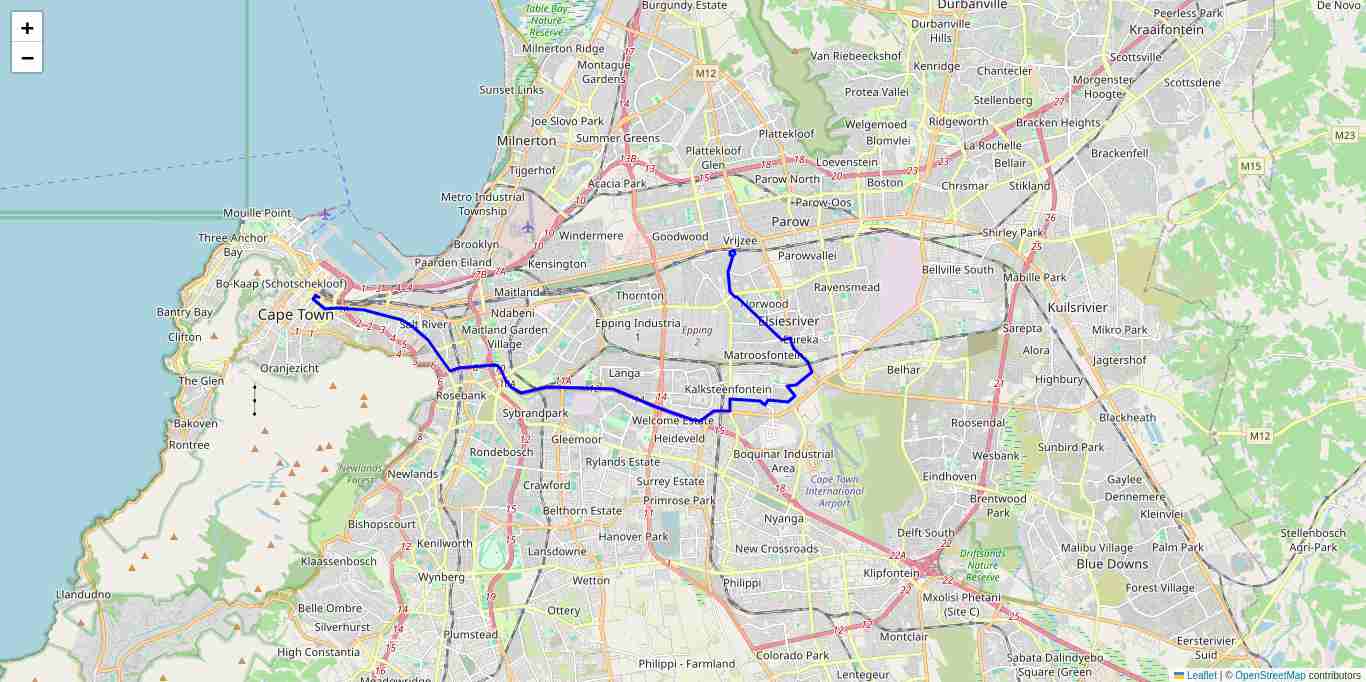 +
−
Burgundy Estate
Durbanville
De Novo
Table Bay
Nature
Reserve
Peerless Park
Kraaifontein
Durbanville
Hills
Milnerton Ridge
Van Riebeeckshof
Kenridge
Scottsville
Montague
Gardens
M12
Chantecler
Morgenster
Hoogte
Scottsdene
Sunset Links
Protea Vallei
Stellenberg
Joe Slovo Park
Summer Greens
Plattekloof
Welgemoed
Ridgeworth
Bracken Heights
Milnerton
Blomvlei
La Rochelle
M23
Plattekloof
Glen
Loevenstein
Bellair
Brackenfell
M15
Tijgerhof
Acacia Park
Parow North
Boston
Chrismar
Stikland
Metro Industrial
Township
Parow-Oos
Mouille Point
Parow
Three Anchor
Bay
Brooklyn
Windermere
Goodwood
Vrijzee
Shirley Park
Paarden Eiland
Kensington
Parowvallei
Bellville South
Mabille Park
Bo-Kaap (Schotschekloof)
Maitland
Thornton
Ravensmead
Norwood
Kuilsrivier
Bantry Bay
Cape Town
Ndabeni
Salt River
Maitland Garden
Village
Epping Industria
1
Epping
2
Elsiesriver
Sarepta
Mikro Park
Clifton
Eureka
Alora
Matroosfontein
Jagtershof
Oranjezicht
Langa
Belhar
Highbury
The Glen
Rosebank
Kalksteenfontein
Sybrandpark
Blackheath
Bakoven
Welcome Estate
Roosendal
Rontree
Gleemoor
Heideveld
M12
Rondebosch
Boquinar Industrial
Area
Sunbird Park
Wesbank
Newlands
Forest
Newlands
Rylands Estate
Surrey Estate
Cape Town
International
Airport
Eindhoven
Gaylee
Crawford
Primrose Park
Brentwood
Park
Dennemere
Belthorn Estate
Kleinvlei
Bishopscourt
Nyanga
Hanover Park
Delft South
Stellenbosch
Agri-Park
Kenilworth
Lansdowne
New Crossroads
Malibu Village
Palm Park
Klaassenbosch
Driftsands
Nature
Reserve
Blue Downs
Wynberg
Wetton
Philippi
Klipfontein
Forest Village
Llandudno
Belle Ombre
Ottery
Mxolisi Phetani
(Site C)
Silverhurst
Plumstead
Montclair
Eersterivier
Suid
High Constantia
Philippi - Farmland
Colorado Park
Sabata Dalindyebo
Square (Green
Meadowridge
Lentegeur
Leaflet | © OpenStreetMap contributors